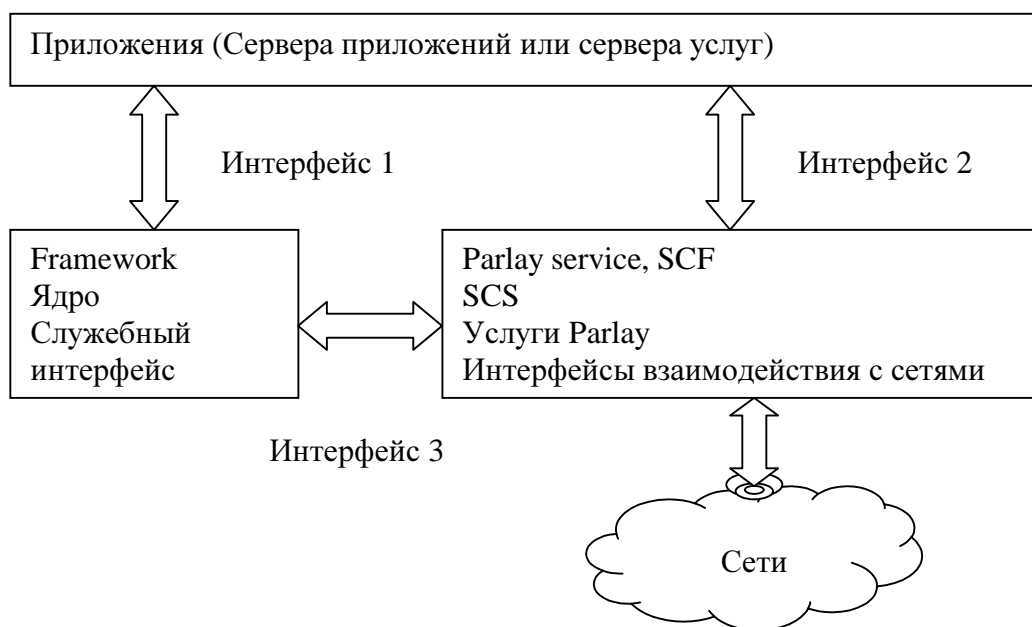 Приложения (Сервера приложений или сервера услуг)
Интерфейс 1
Интерфейс 2
Framework
Ядро
Служебный
интерфейс
Parlay service, SCF
SCS
Услуги Parlay
Интерфейсы взаимодействия с сетями
Интерфейс 3
Сети